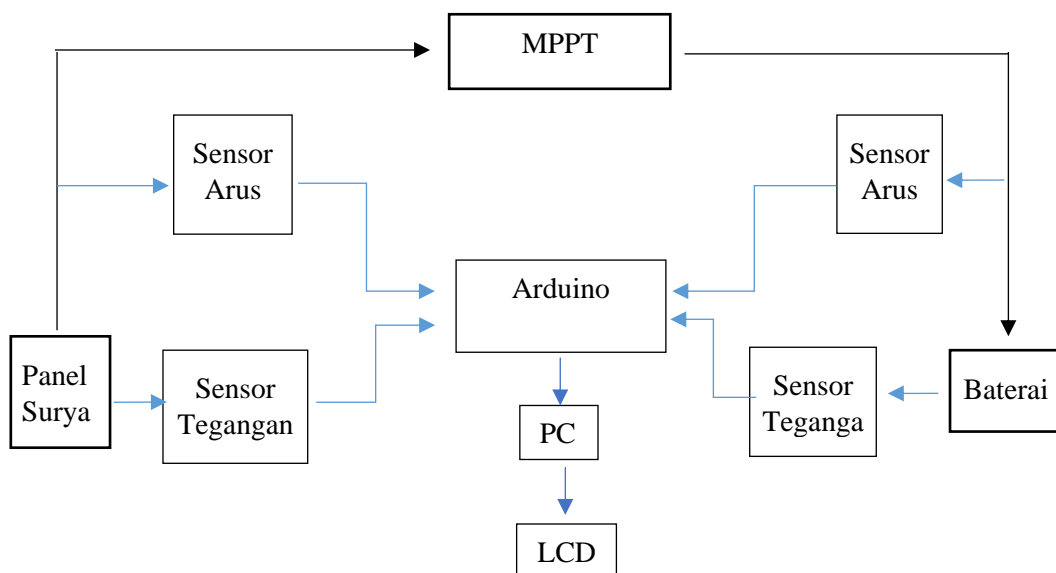 MPPT
Sensor
Arus
Sensor
Arus
Arduino
Panel
Surya
Sensor
Tegangan
Sensor
Teganga
Baterai
PC
LCD